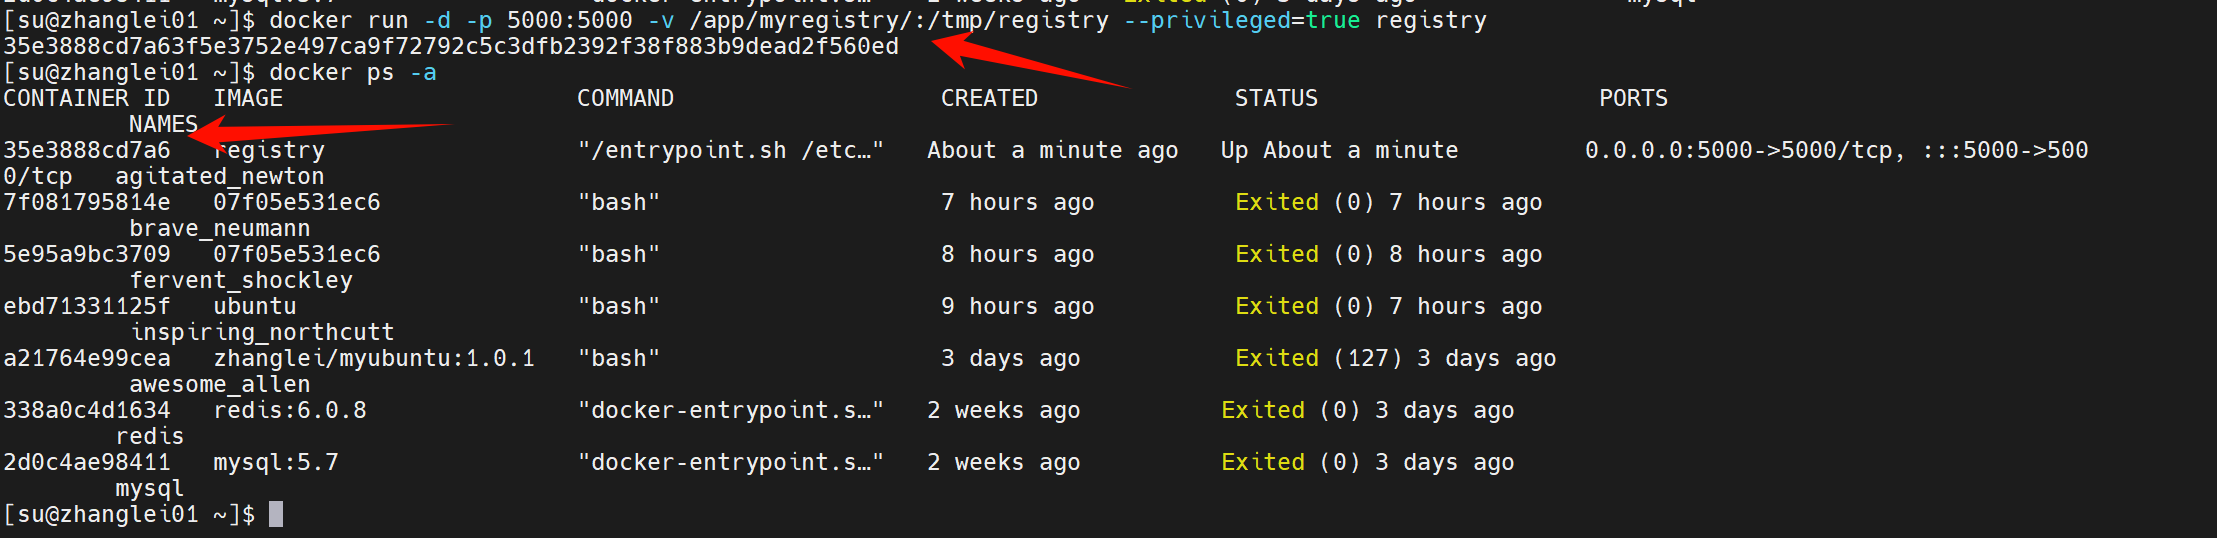 [su@zhanglei01 ~]$ docker run -d -p 5000:5000 -v /app/myregistry/:/tmp/registry --privileged=true registry
35e3888cd7a63f5e3752e497ca9f72792c5c3dfb2392f38f883b9dead2f560ed
[su@zhanglei01 ~]$ docker ps -a
CONTAINER ID   IMAGE                     COMMAND                   CREATED              STATUS                    PORTS
         NAMES
35e3888cd7a6   registry                  "/entrypoint.sh /etc…"   About a minute ago   Up About a minute         0.0.0.0:5000->5000/tcp, :::5000->500
0/tcp   agitated_newton
7f081795814e   07f05e531ec6              "bash"                    7 hours ago          Exited (0) 7 hours ago
         brave_neumann
5e95a9bc3709   07f05e531ec6              "bash"                    8 hours ago          Exited (0) 8 hours ago
         fervent_shockley
ebd71331125f   ubuntu                    "bash"                    9 hours ago          Exited (0) 7 hours ago
         inspiring_northcutt
a21764e99cea   zhanglei/myubuntu:1.0.1   "bash"                    3 days ago           Exited (127) 3 days ago
         awesome_allen
338a0c4d1634   redis:6.0.8               "docker-entrypoint.s…"   2 weeks ago          Exited (0) 3 days ago
        redis
2d0c4ae98411   mysql:5.7                 "docker-entrypoint.s…"   2 weeks ago          Exited (0) 3 days ago
        mysql
[su@zhanglei01 ~]$